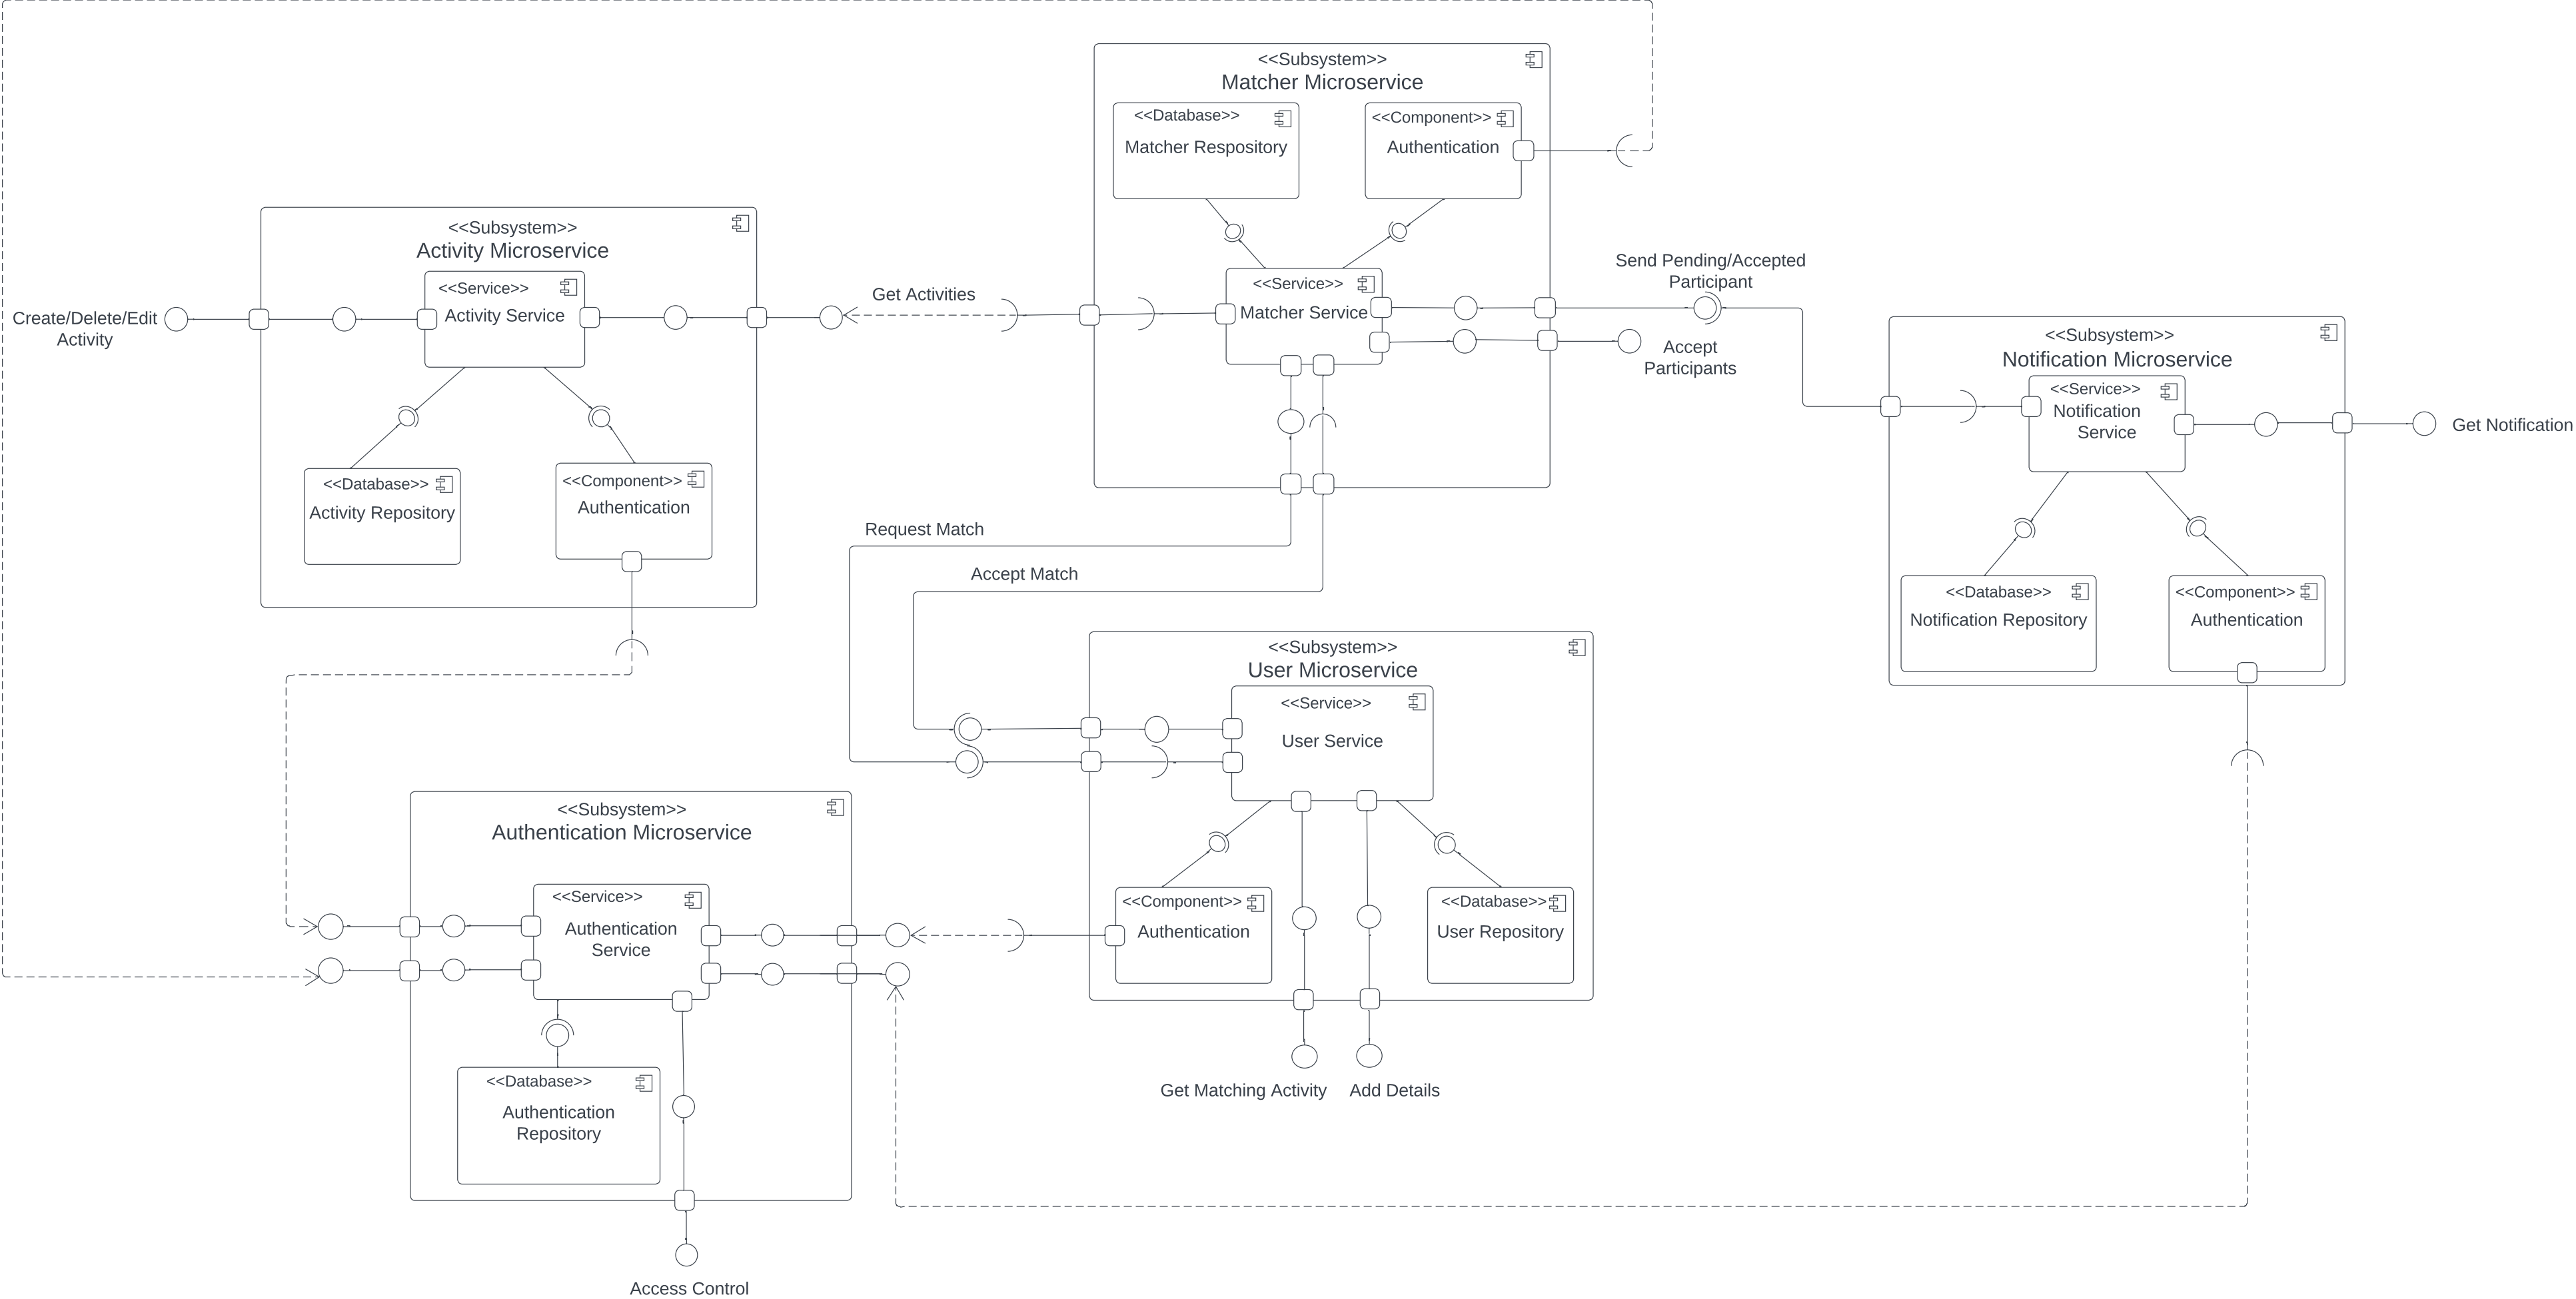 <<Subsystem>>
Matcher Microservice
<<Database>>
Matcher Respository
<<Component>>
Authentication
<<Service>>
Matcher Service
<<Subsystem>>
Activity Microservice
<<Service>>
Activity Service
<<Database>>
Activity Repository
<<Component>>
Authentication
Create/Delete/Edit
Activity
Get Activities
Send Pending/Accepted
Participant
Accept
Participants
<<Subsystem>>
Notification Microservice
<<Service>>
Notification
Service
<<Database>>
Notification Repository
<<Component>>
Authentication
Get Notification
Request Match
Accept Match
<<Subsystem>>
User Microservice
<<Service>>
User Service
<<Component>>
Authentication
<<Database>>
User Repository
Get Matching Activity
Add Details
<<Subsystem>>
Authentication Microservice
<<Service>>
Authentication
Service
<<Database>>
Authentication
Repository
Access Control